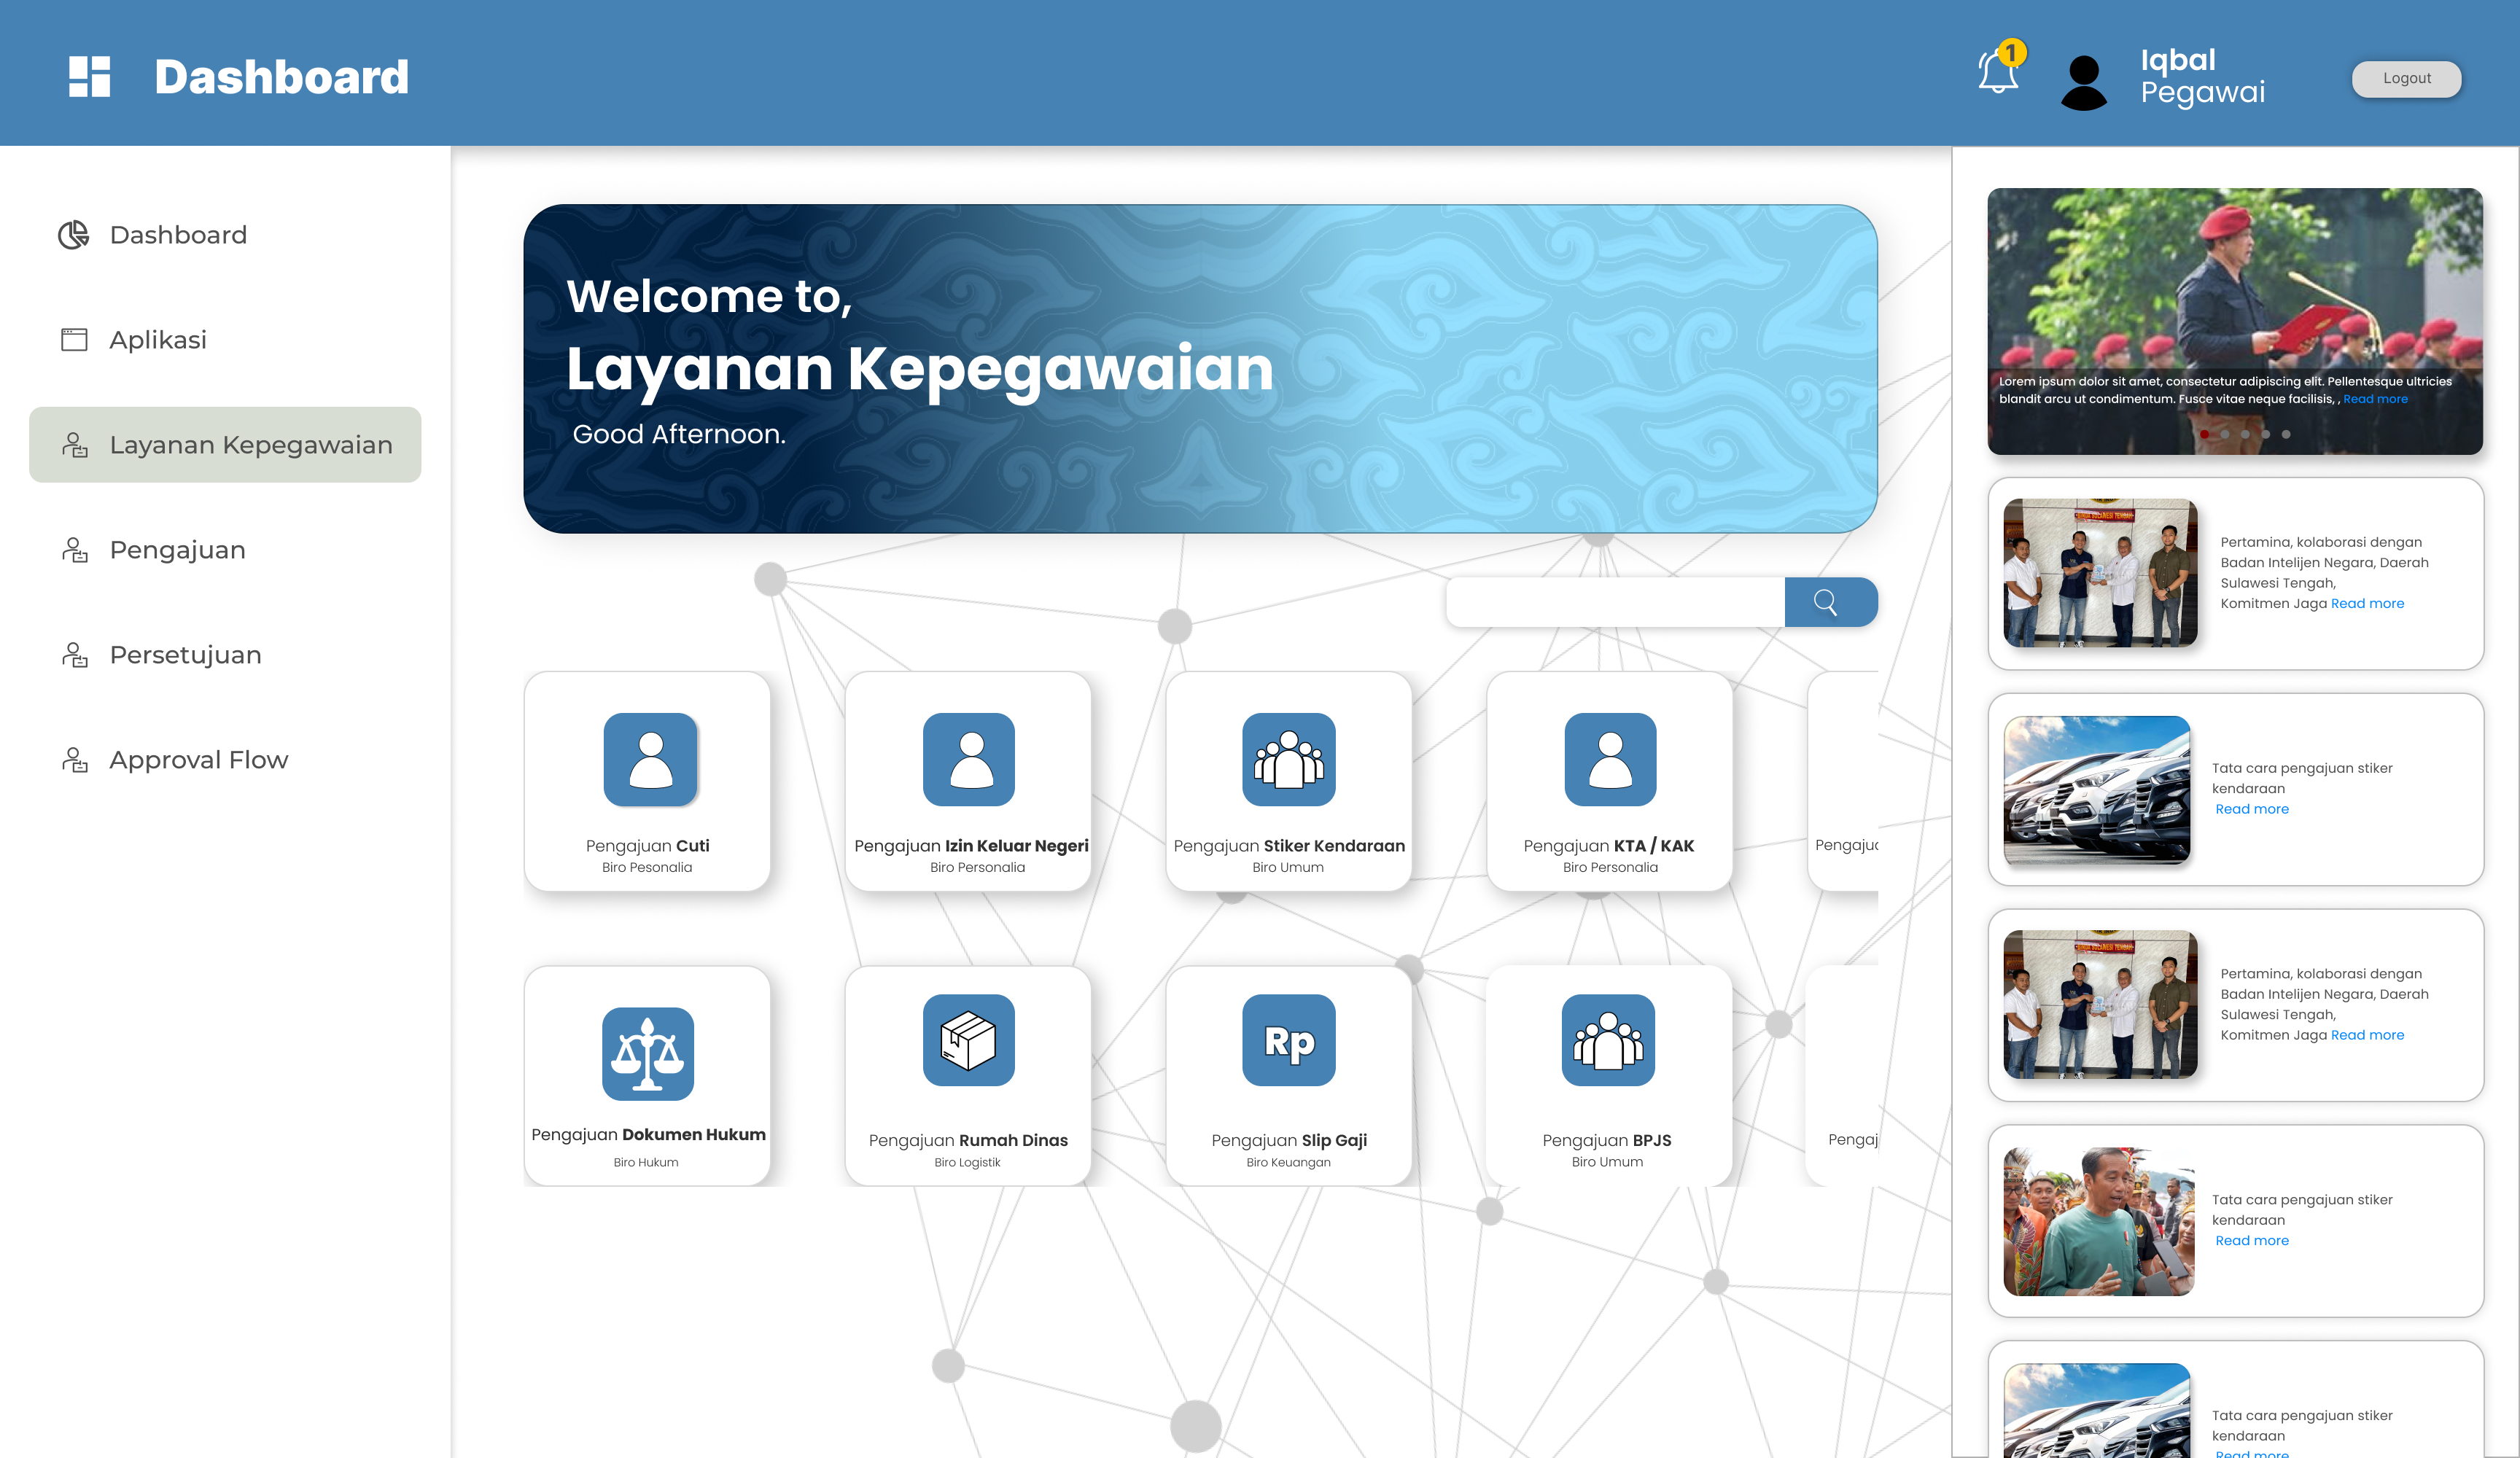 Dashboard
1
Iqbal
Pegawai
Logout
Dashboard
Aplikasi
Layanan Kepegawaian
Pengajuan
Persetujuan
Approval Flow
Welcome to,
Layanan Kepegawaian
Good Afternoon.
Pengajuan Cuti
Biro Pesonalia
Pengajuan Izin Keluar Negeri
Biro Personalia
Pengajuan Stiker Kendaraan
Biro Umum
Pengajuan KTA / KAK
Biro Personalia
Pengajua
Pengajuan Dokumen Hukum
Biro Hukum
Pengajuan Rumah Dinas
Biro Logistik
Rp
Pengajuan Slip Gaji
Biro Keuangan
Pengajuan BPJS
Biro Umum
Pengaj
Lorem ipsum dolor sit amet, consectetur adipiscing elit. Pellentesque ultricies
blandit arcu ut condimentum. Fusce vitae neque facilisis, , Read more
Pertamina, kolaborasi dengan
Badan Intelijen Negara, Daerah
Sulawesi Tengah,
Komitmen Jaga Read more
Tata cara pengajuan stiker
kendaraan
Read more
Pertamina, kolaborasi dengan
Badan Intelijen Negara, Daerah
Sulawesi Tengah,
Komitmen Jaga Read more
Tata cara pengajuan stiker
kendaraan
Read more
Tata cara pengajuan stiker
kendaraan
Read more